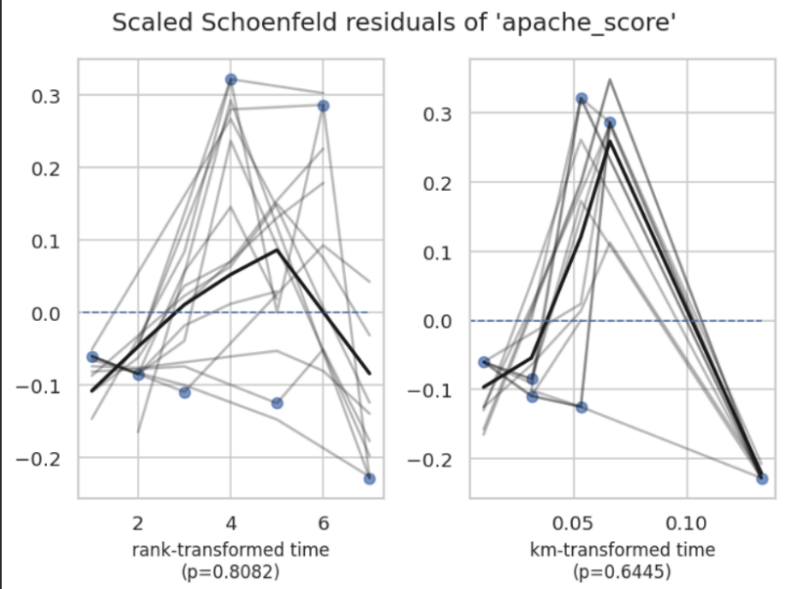 Scaled Schoenfeld residuals of 'apache_score'
0.3
0.2
0.1
0.0
−0.1
−0.2
2 4 6
rank-transformed time
(p=0.8082)
0.3
0.2
0.1
0.0
−0.1
−0.2
0.05 0.10
km-transformed time
(p=0.6445)